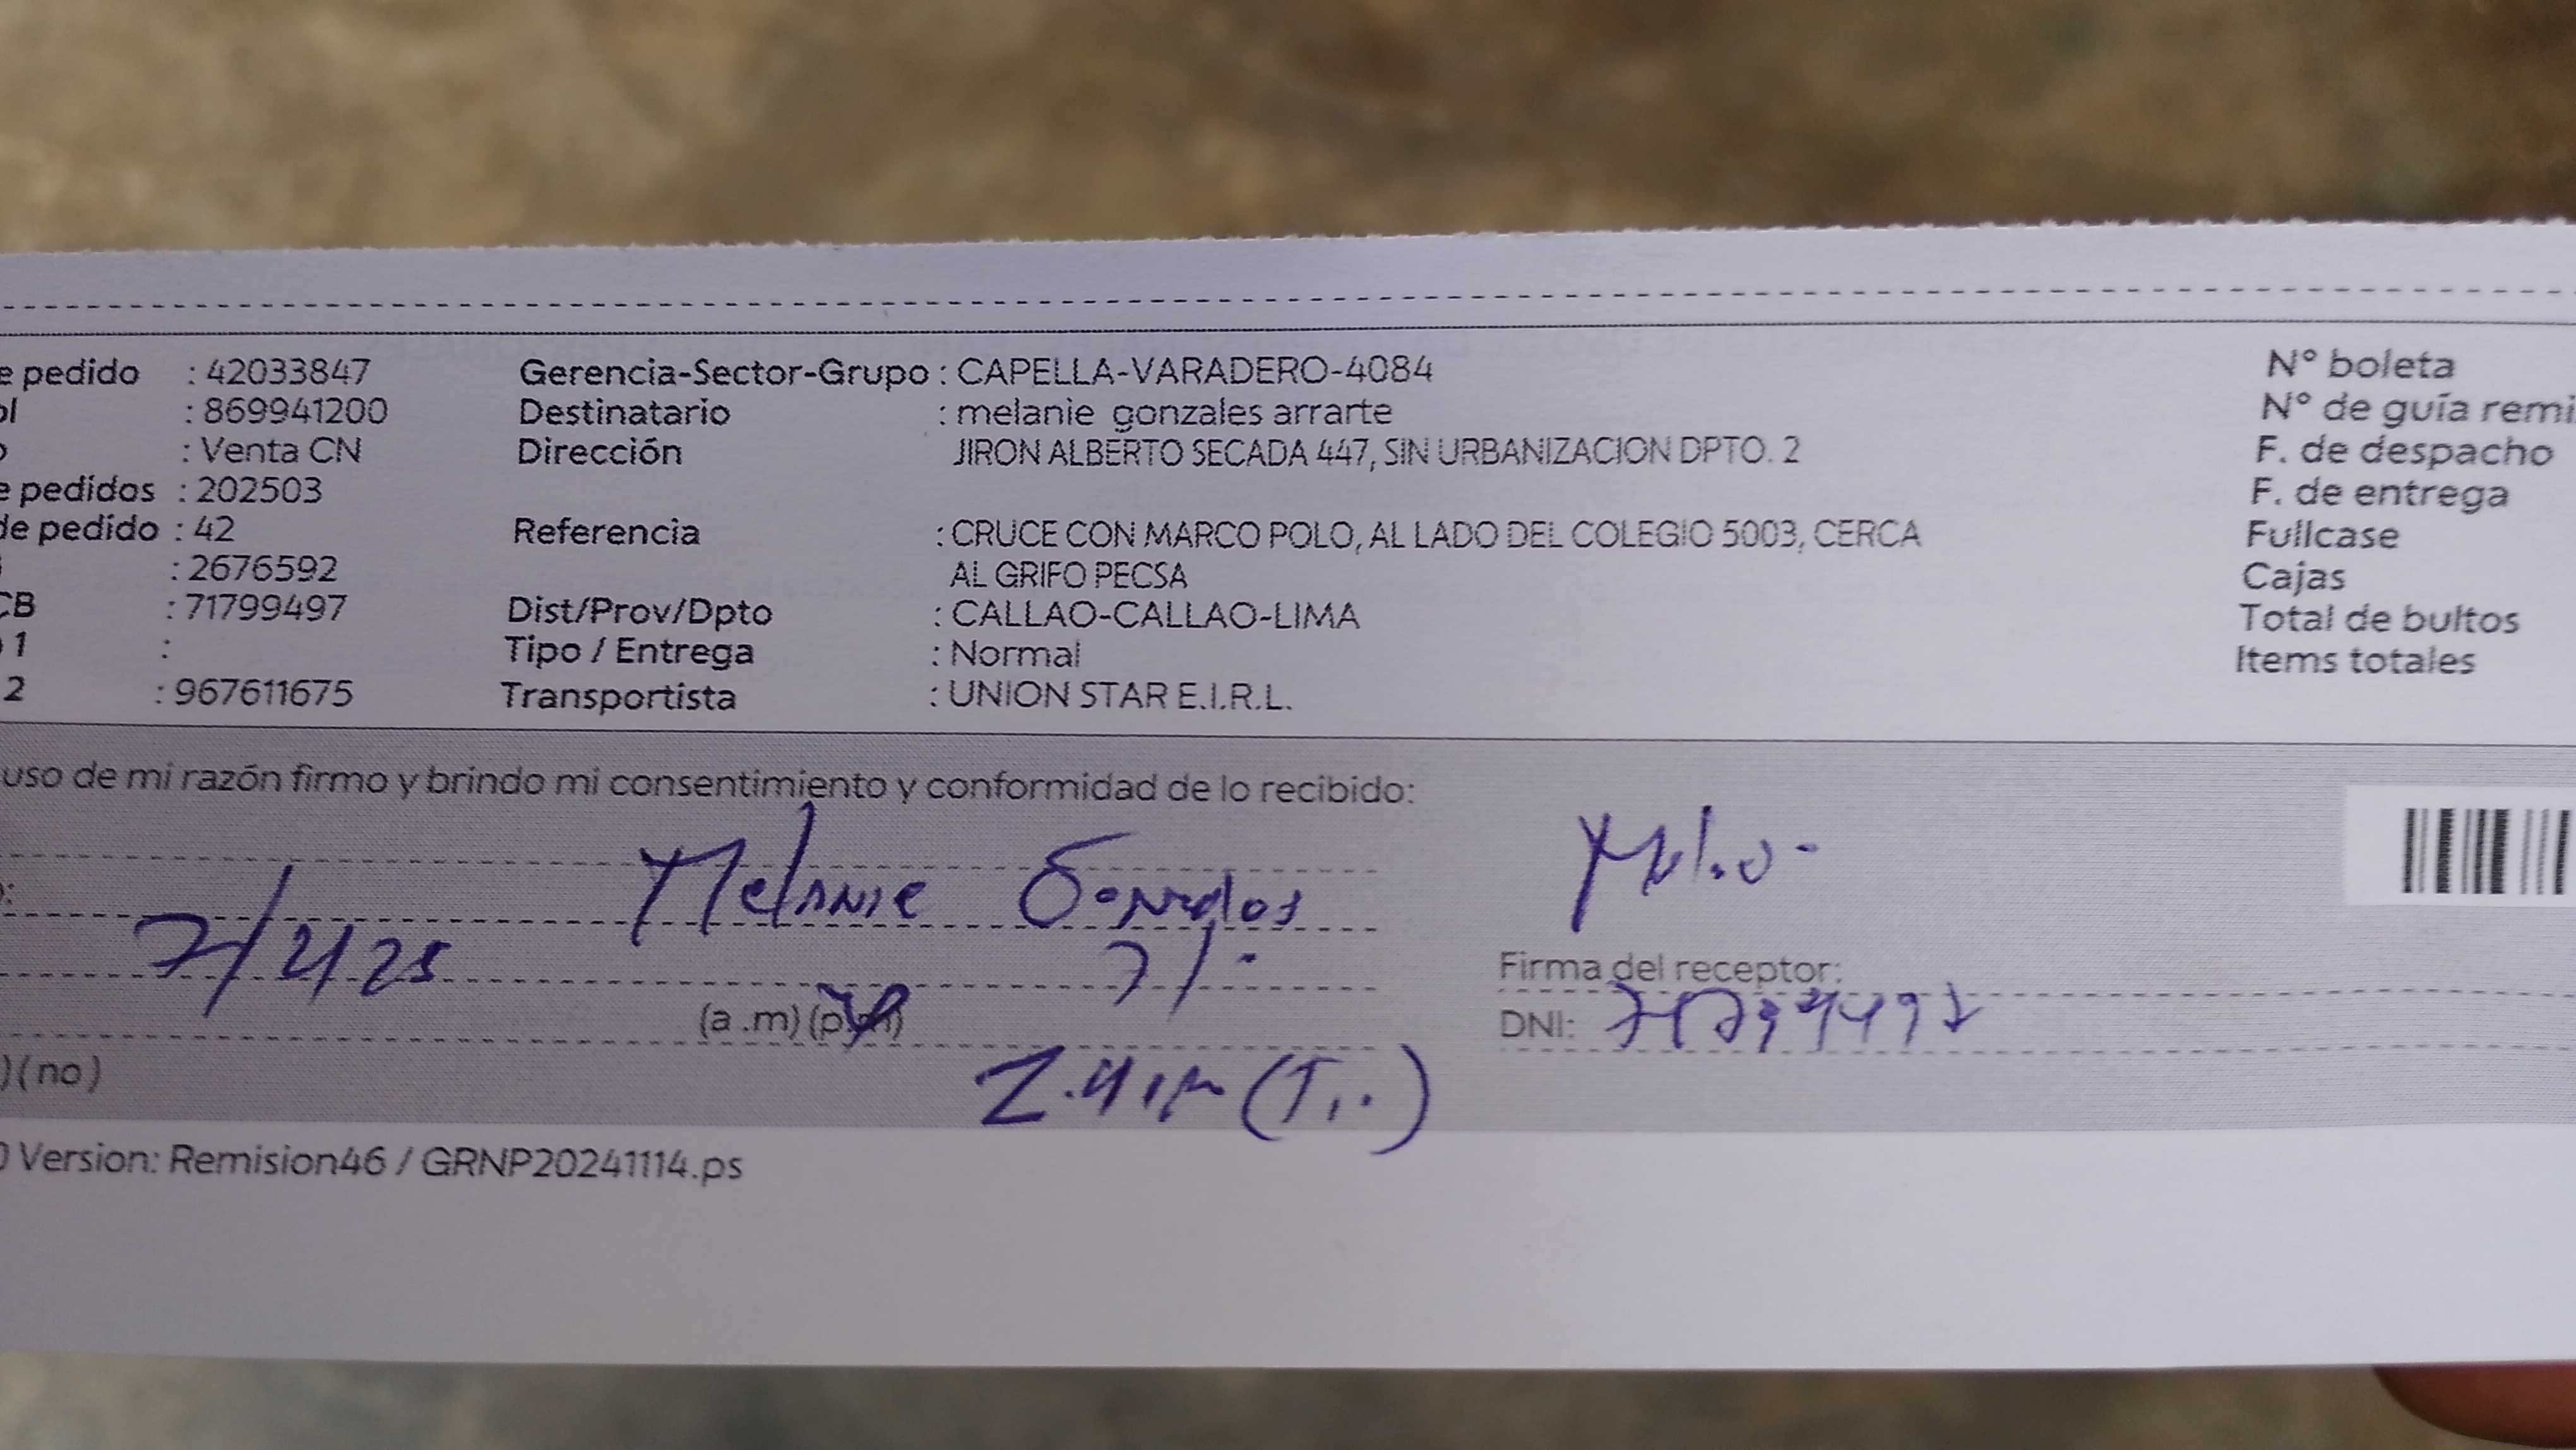 e pedido : 42033847 Gerencia-Sector-Grupo : CAPELLA-VARADERO-4084 N° boleta
ol : 869941200 Destinatario : melanie gonzales arrarte N° de guía remi
o : Venta CN Dirección JIRON ALBERTO SECADA 447, SIN URBANIZACION DPTO. 2 F. de despacho
e pedidos : 202503 F. de entrega
de pedido : 42 Referencia : CRUCE CON MARCO POLO, AL LADO DEL COLEGIO 5003, CERCA Fullcase
: 2676592 AL GRIFO PECSA Cajas
CB : 71799497 Dist/Prov/Dpto : CALLAO-CALLAO-LIMA Total de bultos
1 : Tipo / Entrega : Normal Items totales
2 : 967611675 Transportista : UNION STAR E.I.R.L.
uso de mi razón firmo y brindo mi consentimiento y conformidad de lo recibido:
Melanie Gonzales
7/4/25
Firma del receptor:
(a .m) (p.m) DNI:
) (no)
Version: Remision46 / GRNP20241114.ps